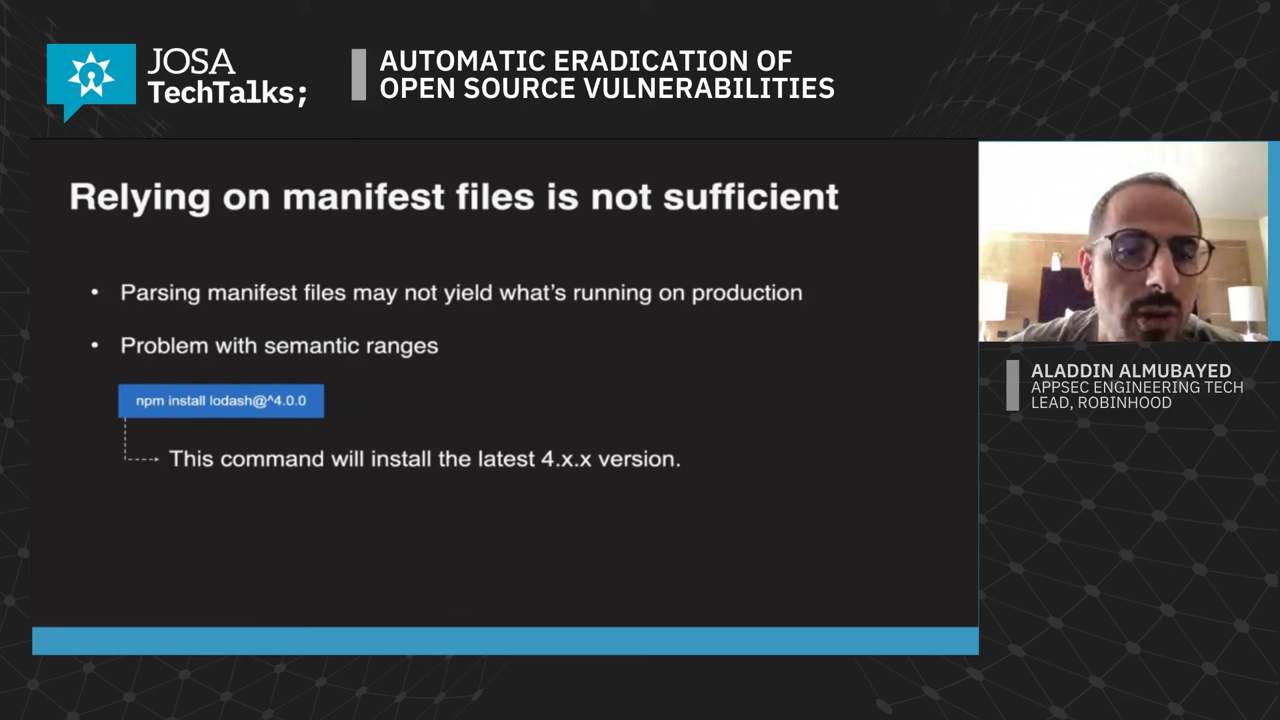 JOSA
TechTalks;
AUTOMATIC ERADICATION OF
OPEN SOURCE VULNERABILITIES
Relying on manifest files is not sufficient
• Parsing manifest files may not yield what's running on production
• Problem with semantic ranges
npm install lodash@^4.0.0
This command will install the latest 4.x.x version.
ALADDIN ALMUBAYED
APPSEC ENGINEERING TECH
LEAD, ROBINHOOD